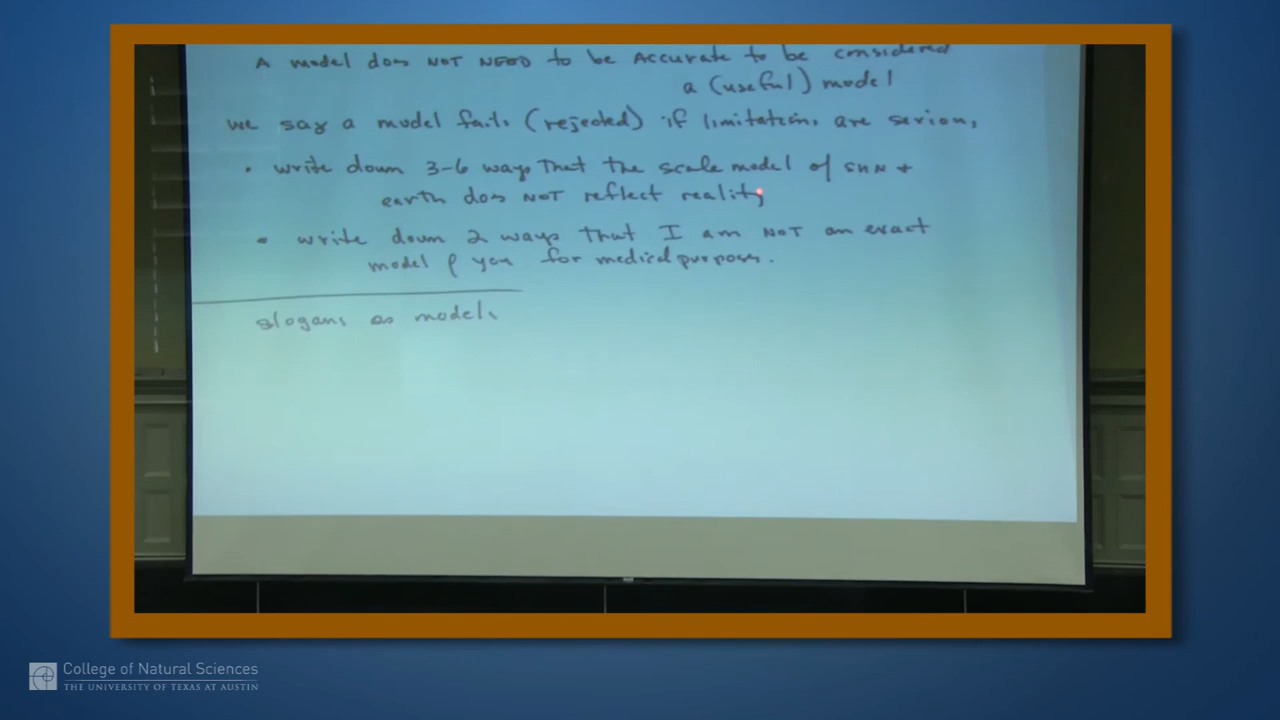 A model does NOT NEED to be Accurate to be considered
a (useful) model
we say a model fails (rejected) if limitations are serious,
• write down 3-6 ways that the scale model of sun +
earth does NOT reflect reality
• write down 2 ways that I am NOT an exact
model of you for medical purposes.
slogans as models
College of Natural Sciences
THE UNIVERSITY OF TEXAS AT AUSTIN